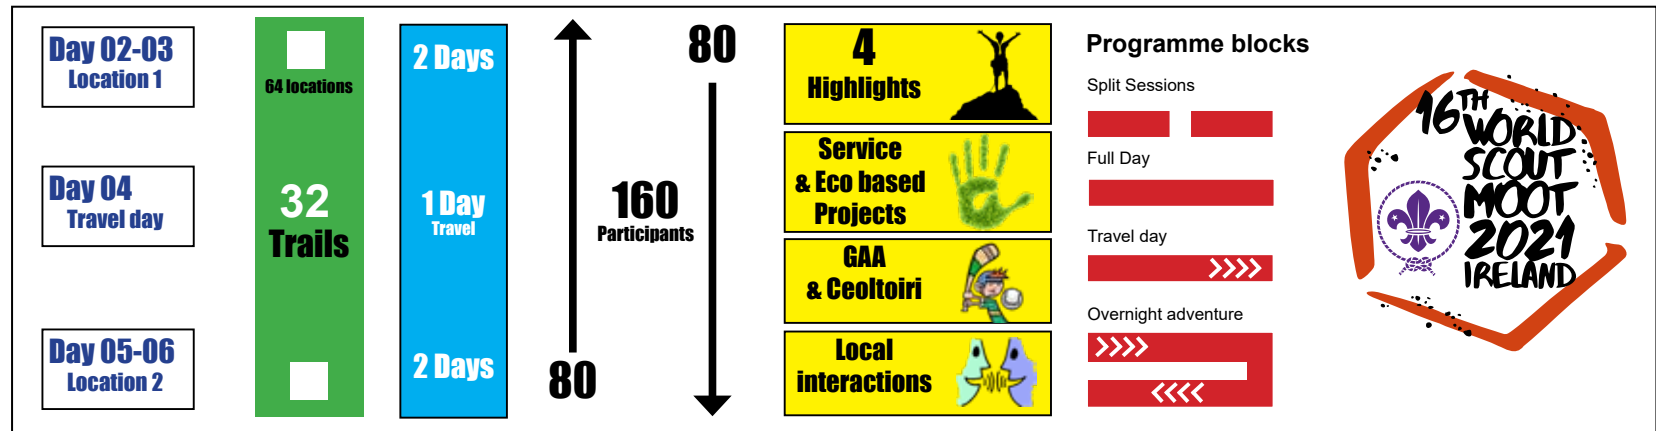 Day 02-03
Location 1
Day 04
Travel day
Day 05-06
Location 2
64 locations
32
Trails
2 Days
1 Day
Travel
2 Days
80
160
Participants
80
4
Highlights
Service
& Eco based
Projects
GAA
& Ceoltoiri
Local
interactions
Programme blocks
Split Sessions
Full Day
Travel day
Overnight adventure
16TH
WORLD
SCOUT
MOOT
2021
IRELAND